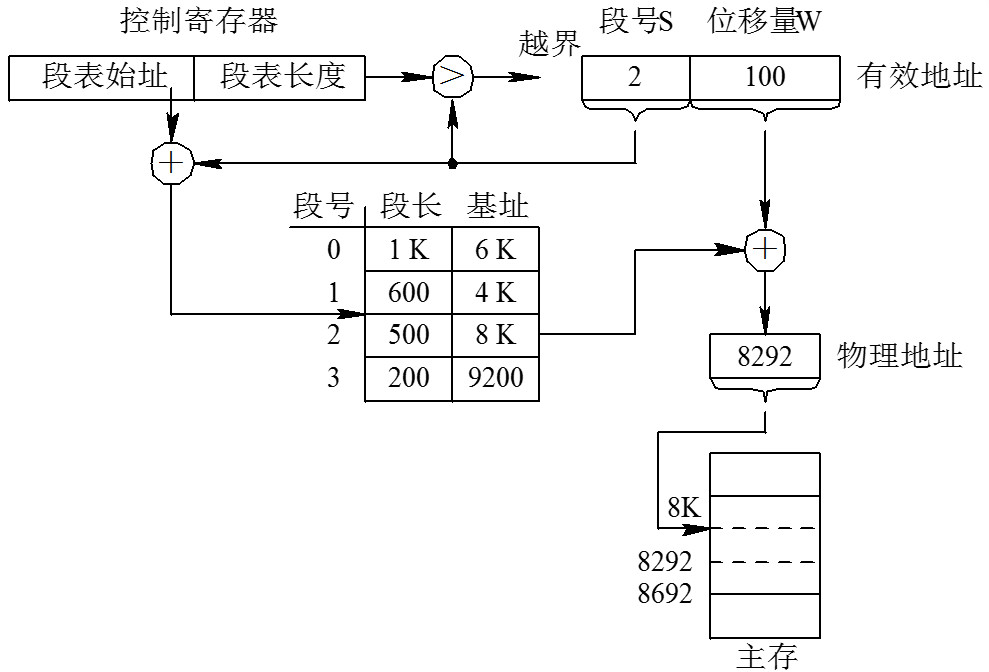 控制寄存器
段表始址 段表长度
>
越界
段号S 位移量W
2 100
有效地址
+
段号 段长 基址
0 1 K 6 K
1 600 4 K
2 500 8 K
3 200 9200
+
8292
物理地址
8K
8292
8692
主存